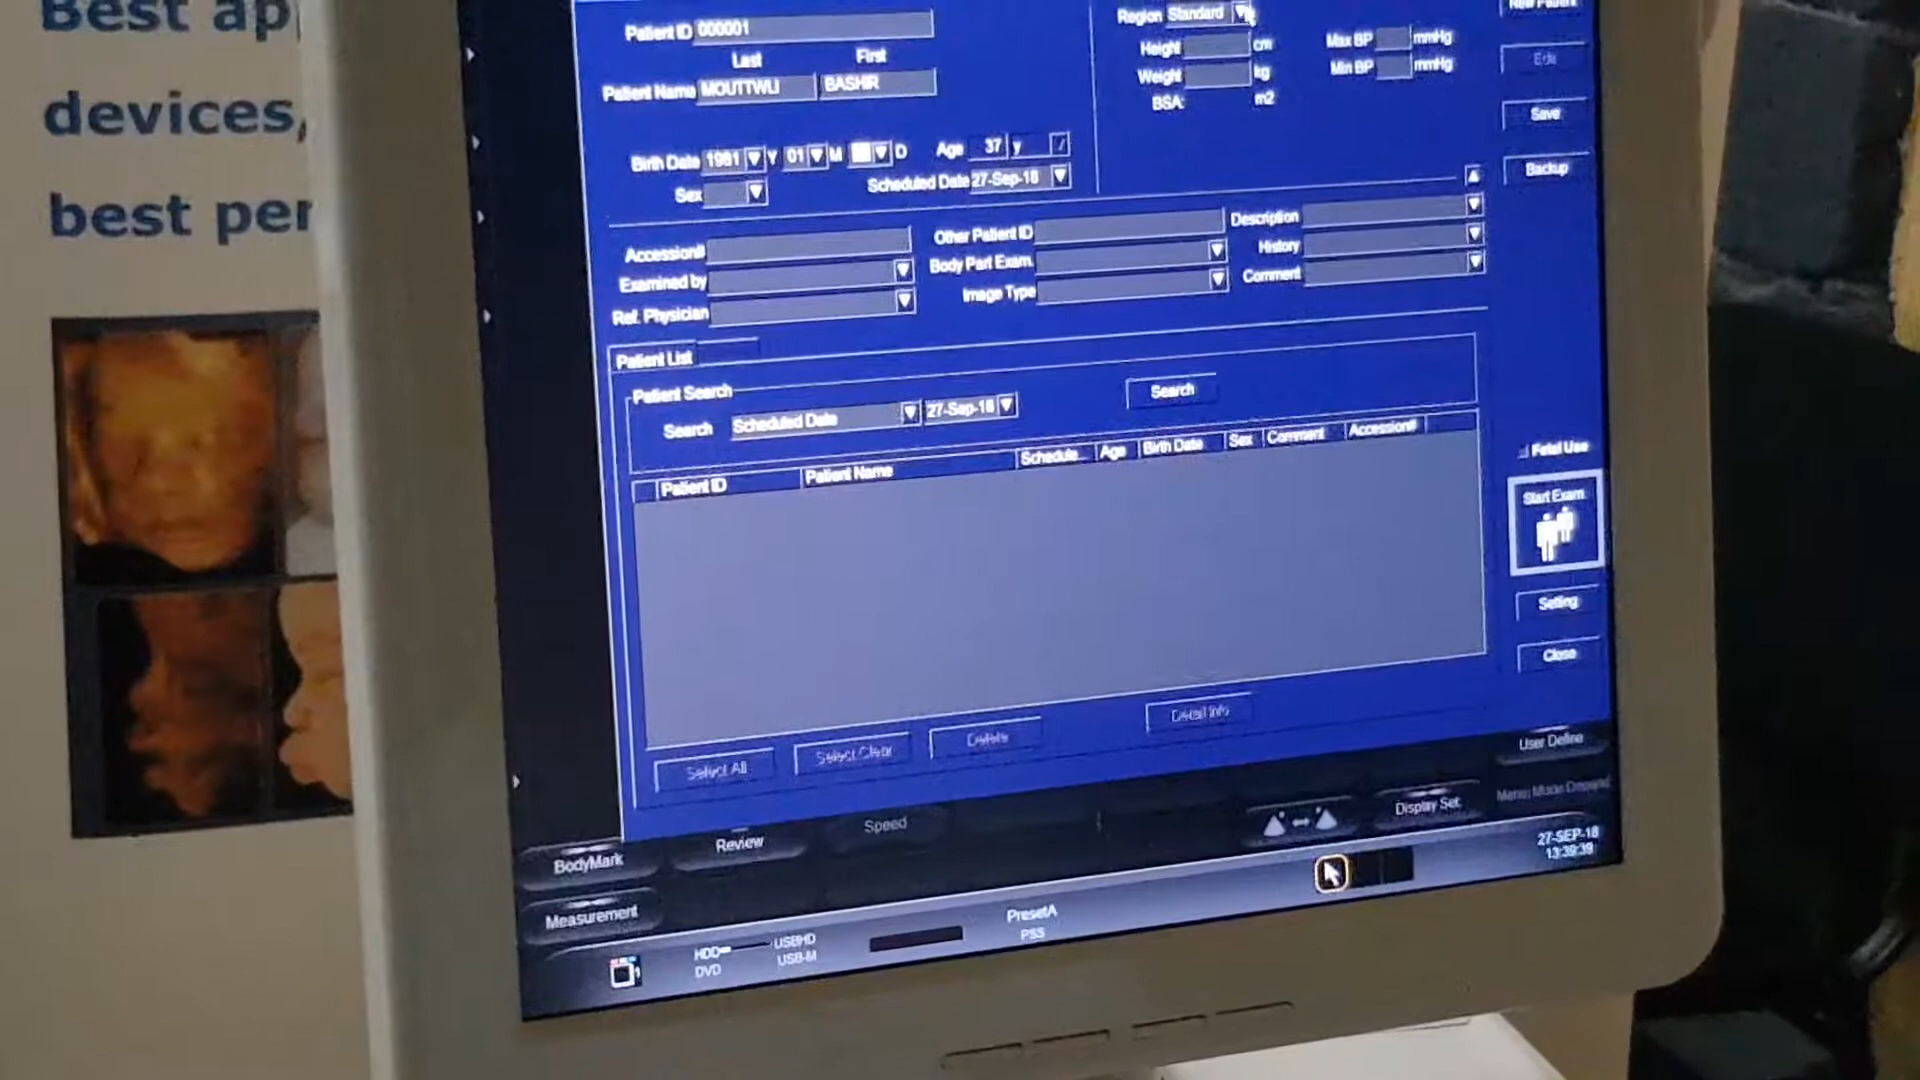 Best ap
devices,
best per
Patient ID 000001
Last First
Patient Name MOUTTWLI BASHIR
Birth Date 1981 Y 01 M D Age 37 y
Sex Scheduled Date 27-Sep-18
Region Standard
Height cm Max BP mmHg
Weight kg Min BP mmHg
BSA: m2
New Patient
Edit
Save
Backup
Accession# Other Patient ID Description
Examined by Body Part Exam. History
Ref. Physician Image Type Comment
Patient List
Patient Search
Search Scheduled Date 27-Sep-18 Search
Patient ID Patient Name Schedule... Age Birth Date Sex Comment Accession#
Fetal Use
Start Exam
Setting
Close
Select All Select Clear Delete Detail Info
User Define
BodyMark Review Speed Display Set
27-SEP-18
13:39:39
Measurement
PresetA
PSS
HDD USBHD
DVD USB-M
1